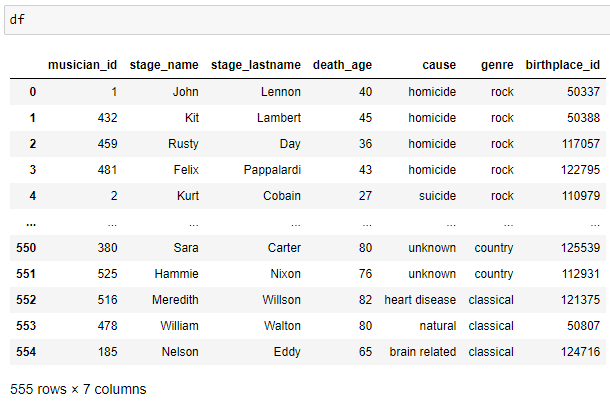 df
musician_id stage_name stage_lastname death_age cause genre birthplace_id
0 1 John Lennon 40 homicide rock 50337
1 432 Kit Lambert 45 homicide rock 50388
2 459 Rusty Day 36 homicide rock 117057
3 481 Felix Pappalardi 43 homicide rock 122795
4 2 Kurt Cobain 27 suicide rock 110979
... ... ... ... ... ... ... ...
550 380 Sara Carter 80 unknown country 125539
551 525 Hammie Nixon 76 unknown country 112931
552 516 Meredith Willson 82 heart disease classical 121375
553 478 William Walton 80 natural classical 50807
554 185 Nelson Eddy 65 brain related classical 124716
555 rows × 7 columns